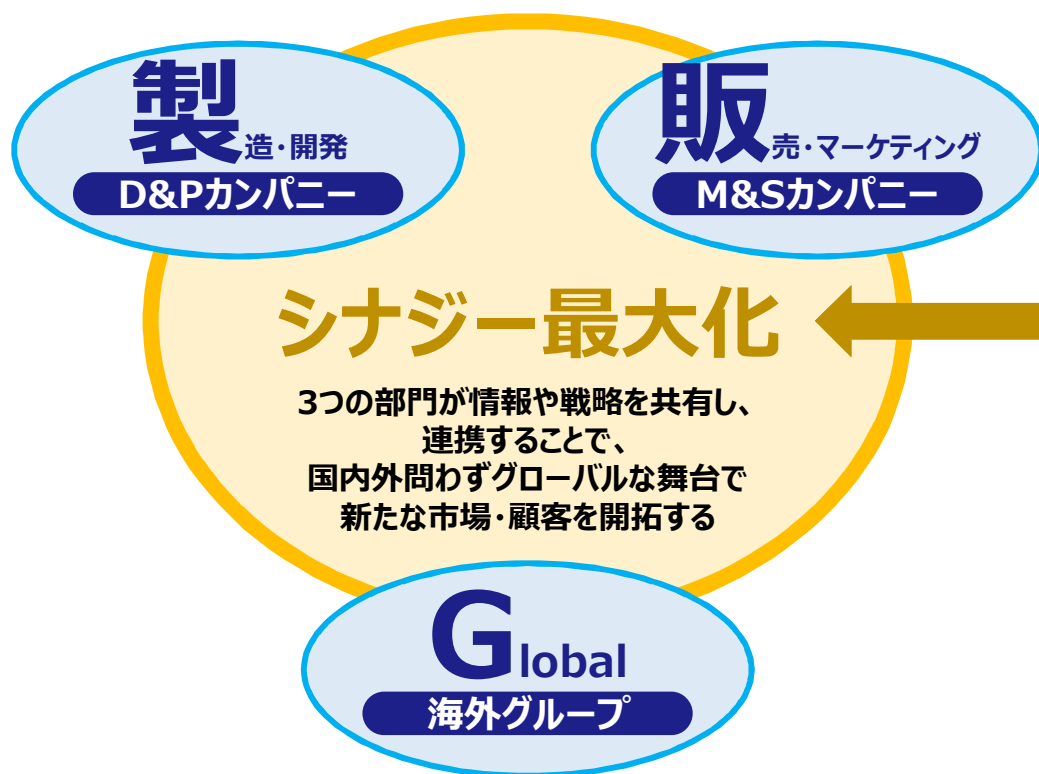 製造・開発
D&Pカンパニー
販売・マーケティング
M&Sカンパニー
シナジー最大化
3つの部門が情報や戦略を共有し、
連携することで、
国内外問わずグローバルな舞台で
新たな市場・顧客を開拓する
Global
海外グループ